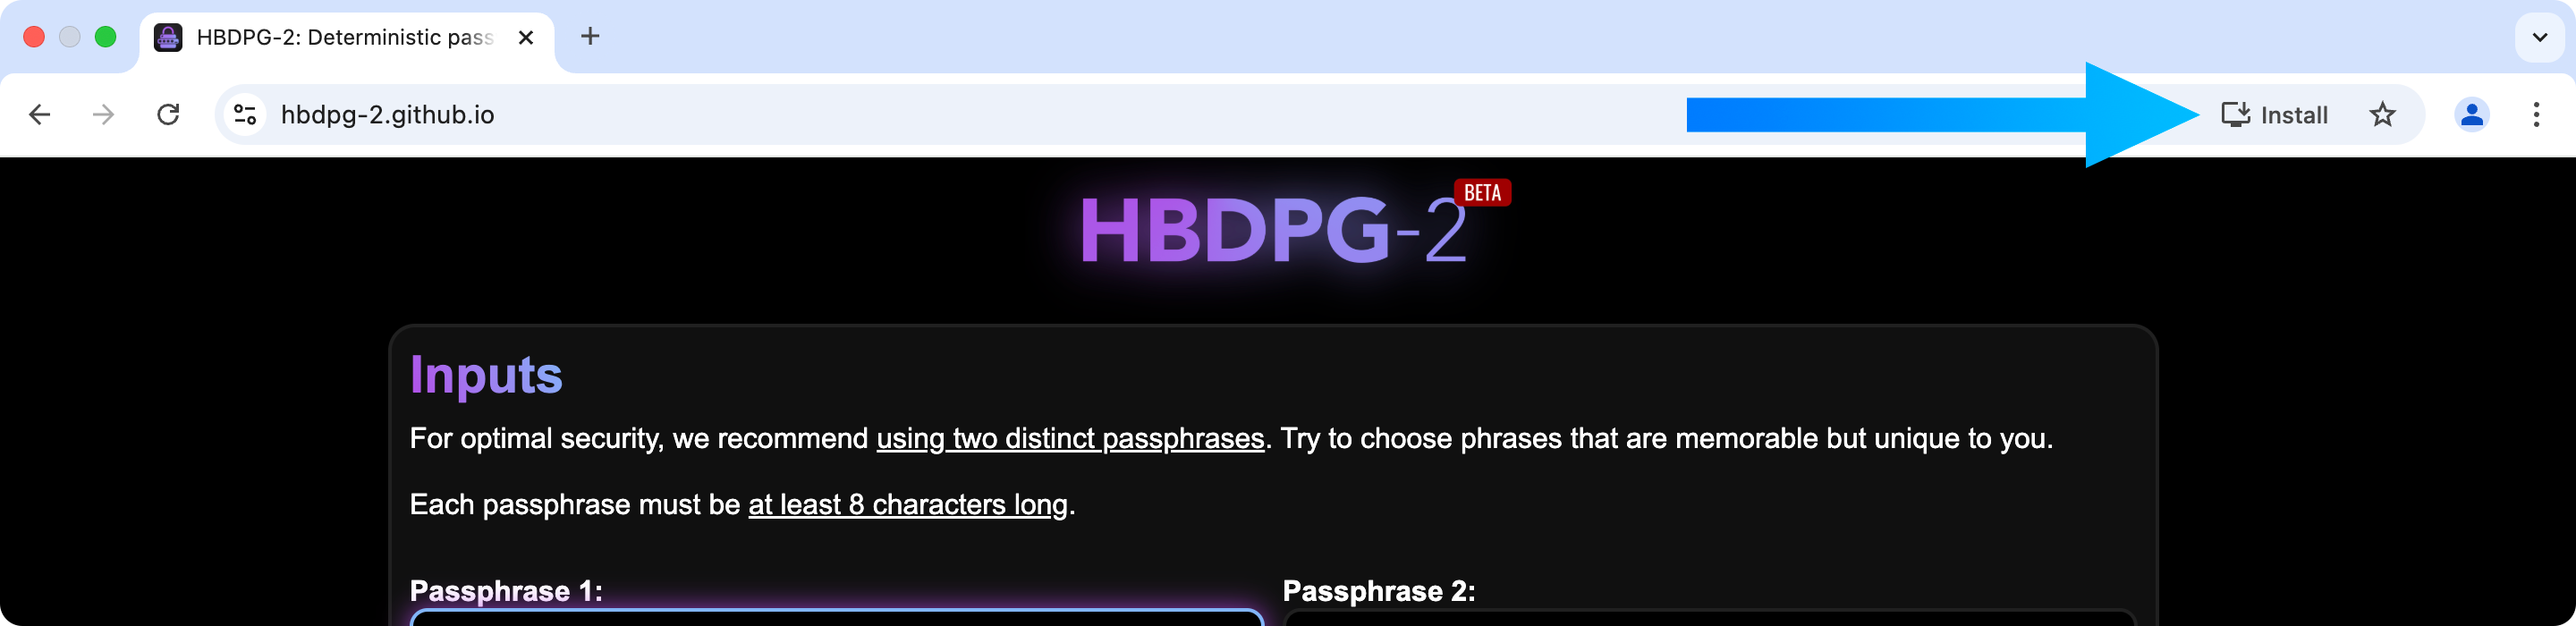 HBDPG-2: Deterministic pass
hbdpg-2.github.io
Install
HBDPG-2
BETA
Inputs
For optimal security, we recommend using two distinct passphrases. Try to choose phrases that are memorable but unique to you.
Each passphrase must be at least 8 characters long.
Passphrase 1:
Passphrase 2: